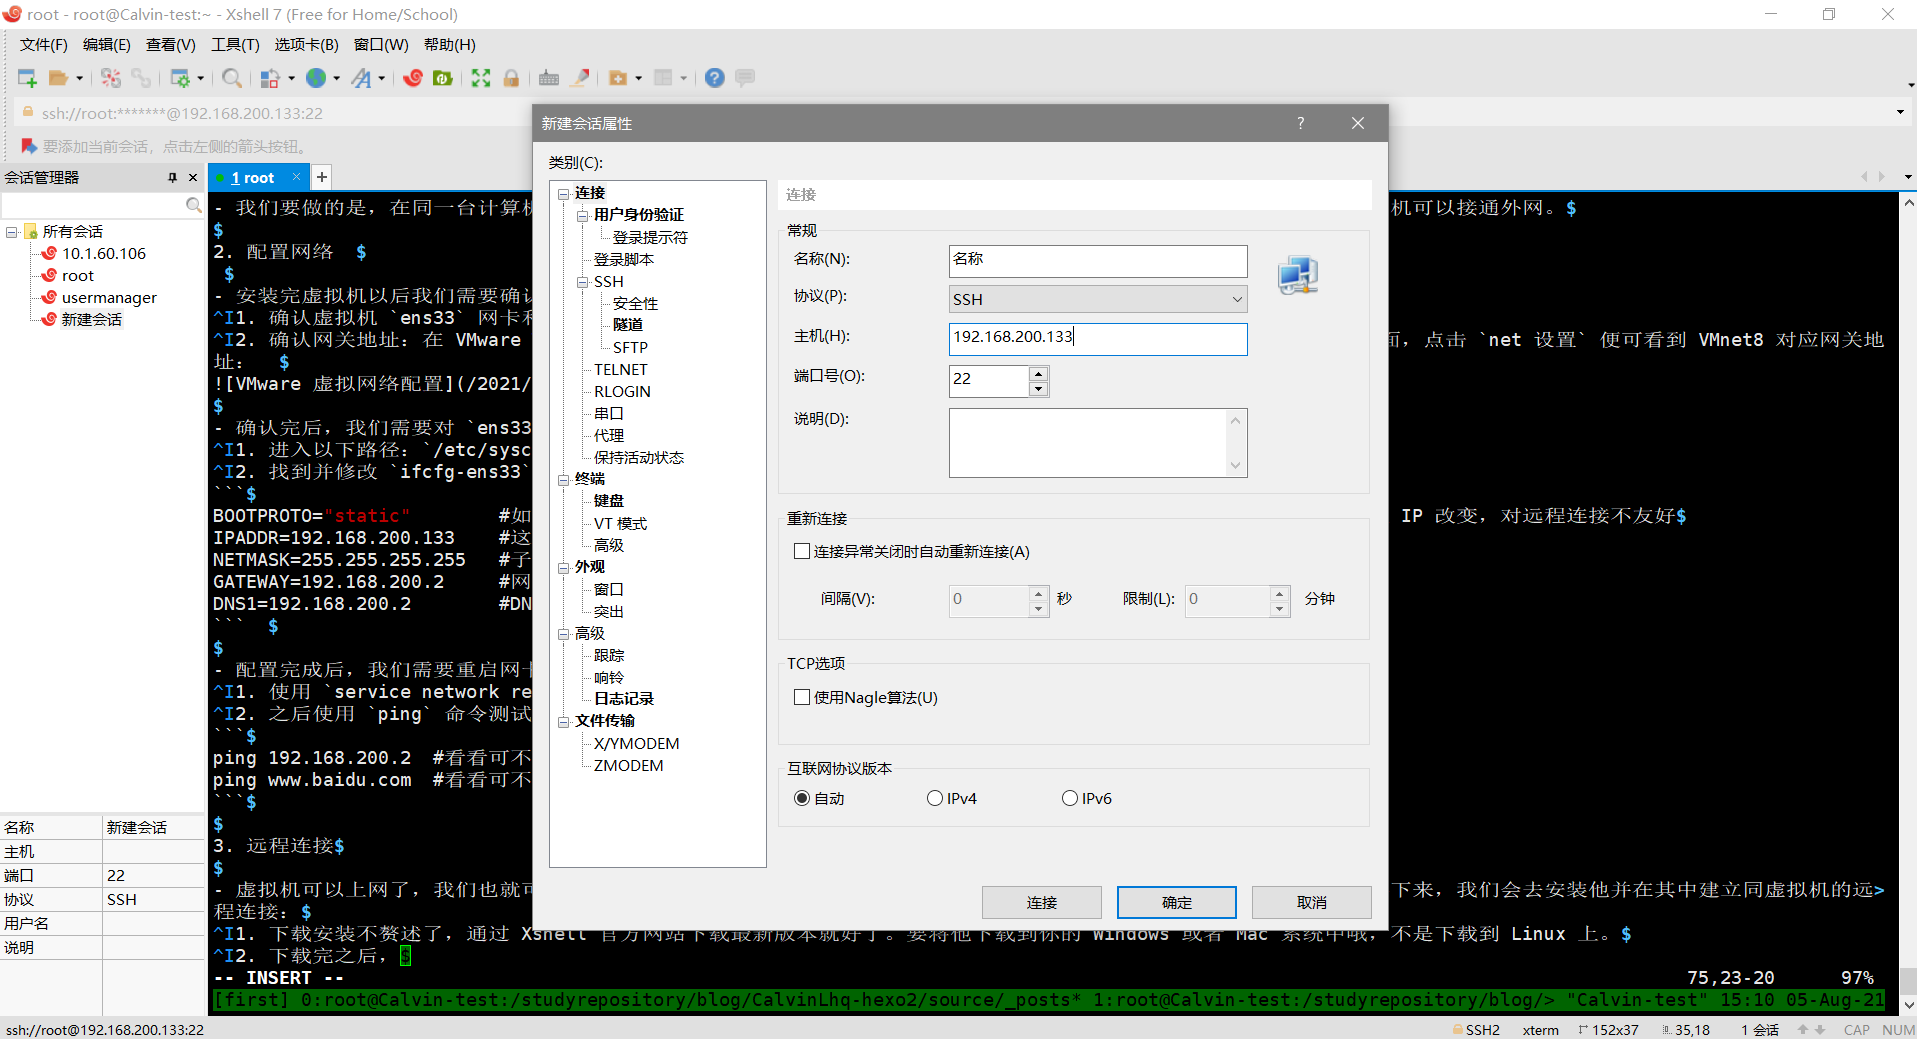 root - root@Calvin-test:~ - Xshell 7 (Free for Home/School)
文件(F) 编辑(E) 查看(V) 工具(T) 选项卡(B) 窗口(W) 帮助(H)
ssh://root:*******@192.168.200.133:22
要添加当前会话，点击左侧的箭头按钮。
会话管理器
所有会话
10.1.60.106
root
usermanager
新建会话
名称 新建会话
主机
端口 22
协议 SSH
用户名
说明
1 root
- 我们要做的是，在同一台计算机
机可以接通外网。$
$
2. 配置网络  $
$
- 安装完虚拟机以后我们需要确认
^I1. 确认虚拟机 `ens33` 网卡和
^I2. 确认网关地址：在 VMware
面，点击 `net 设置` 便可看到 VMnet8 对应网关地
址：  $
![VMware 虚拟网络配置](/2021/
$
- 确认完后，我们需要对 `ens33
^I1. 进入以下路径：`/etc/sysc
^I2. 找到并修改 `ifcfg-ens33`
```$
BOOTPROTO="static"        #如
IP 改变，对远程连接不友好$
IPADDR=192.168.200.133    #这
NETMASK=255.255.255.255   #子
GATEWAY=192.168.200.2     #网
DNS1=192.168.200.2        #DN
```  $
$
- 配置完成后，我们需要重启网卡
^I1. 使用 `service network re
^I2. 之后使用 `ping` 命令测试
```$
ping 192.168.200.2  #看看可不
ping www.baidu.com  #看看可不
```$
$
3. 远程连接$
$
- 虚拟机可以上网了，我们也就可
下来，我们会去安装他并在其中建立同虚拟机的远>
程连接：$
^I1. 下载安装不赘述了，通过 Xshell 官方网站下载最新版本就好了。要将他下载到你的 Windows 或者 Mac 系统中哦，不是下载到 Linux 上。$
^I2. 下载完之后，$
-- INSERT --
75,23-20 97%
[first] 0:root@Calvin-test:/studyrepository/blog/CalvinLhq-hexo2/source/_posts* 1:root@Calvin-test:/studyrepository/blog/> "Calvin-test" 15:10 05-Aug-21
新建会话属性 ?
类别(C):
连接
用户身份验证
登录提示符
登录脚本
SSH
安全性
隧道
SFTP
TELNET
RLOGIN
串口
代理
保持活动状态
终端
键盘
VT 模式
高级
外观
窗口
突出
高级
跟踪
响铃
日志记录
文件传输
X/YMODEM
ZMODEM
连接
常规
名称(N): 名称
协议(P): SSH
主机(H): 192.168.200.133
端口号(O): 22
说明(D):
重新连接
连接异常关闭时自动重新连接(A)
间隔(V): 0 秒 限制(L): 0 分钟
TCP选项
使用Nagle算法(U)
互联网协议版本
自动 IPv4 IPv6
连接 确定 取消
ssh://root@192.168.200.133:22
SSH2 xterm 152x37 35,18 1 会话 CAP NUM